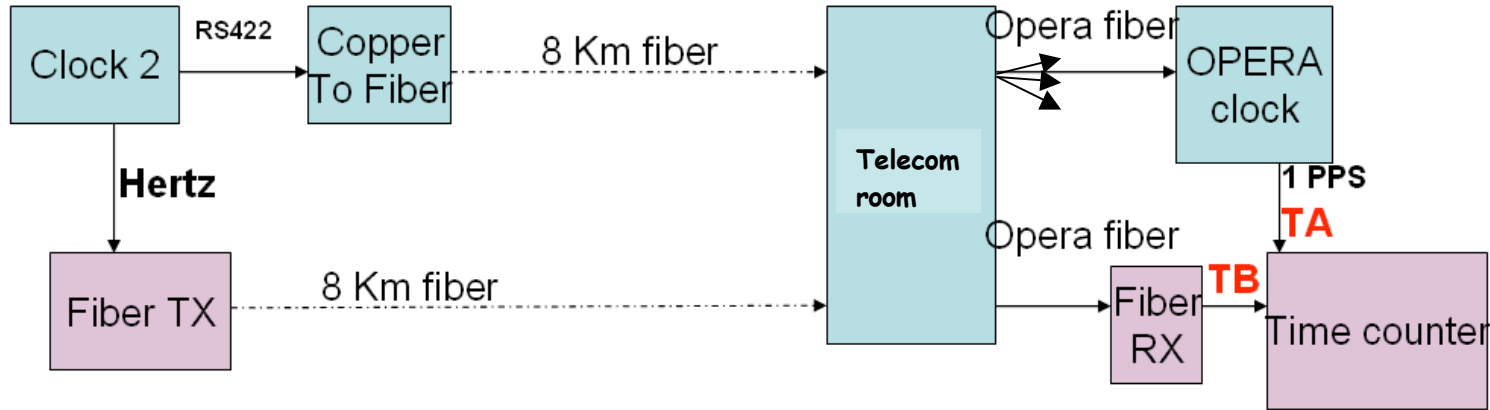 Clock 2
RS422
Copper
To Fiber
8 Km fiber
Opera fiber
OPERA
clock
Telecom
room
Hertz
1 PPS
TA
Fiber TX
8 Km fiber
Opera fiber
Fiber
RX
TB
Time counter